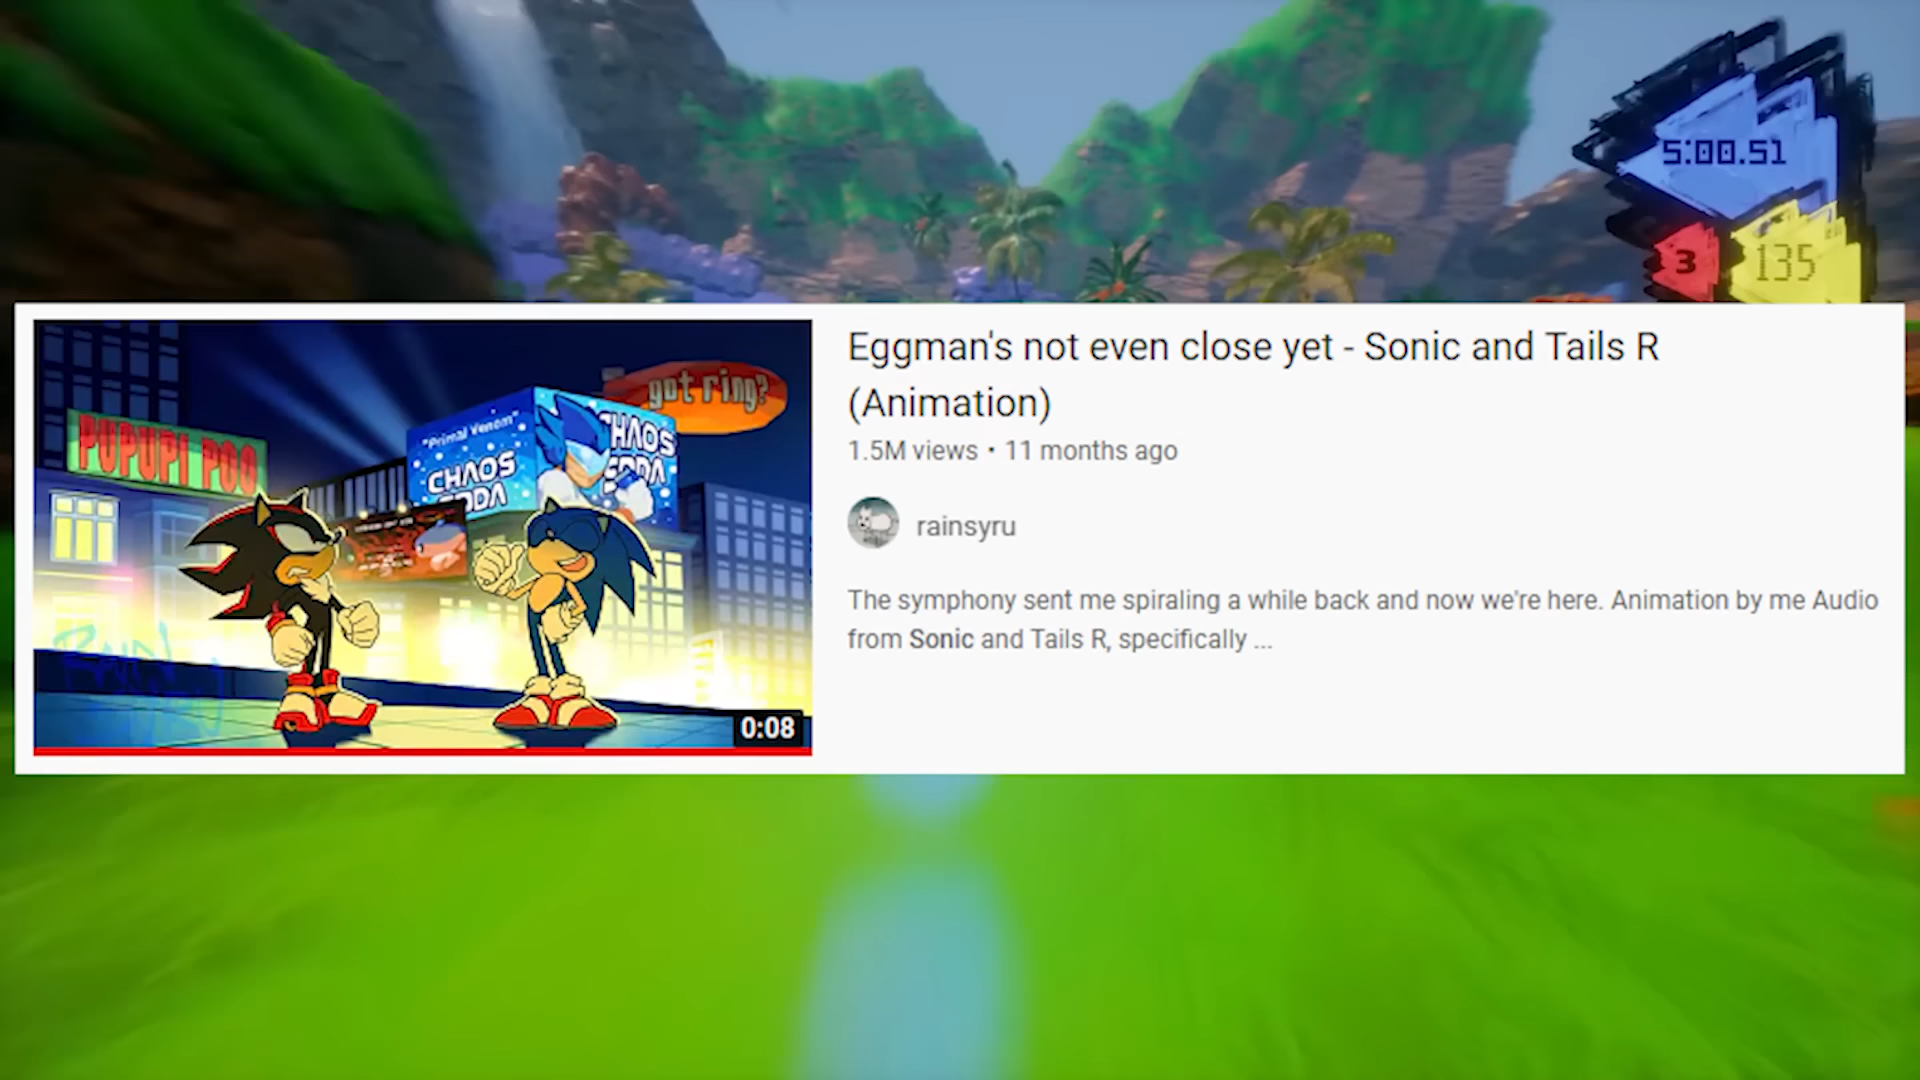 5:00.51
3
135
Eggman's not even close yet - Sonic and Tails R
(Animation)
1.5M views • 11 months ago
rainsyru
The symphony sent me spiraling a while back and now we're here. Animation by me Audio
from Sonic and Tails R, specifically ...
got ring?
PUPUPI POO
"Primal Venom"
CHAOS
SODA
CHAOS
SODA
0:08